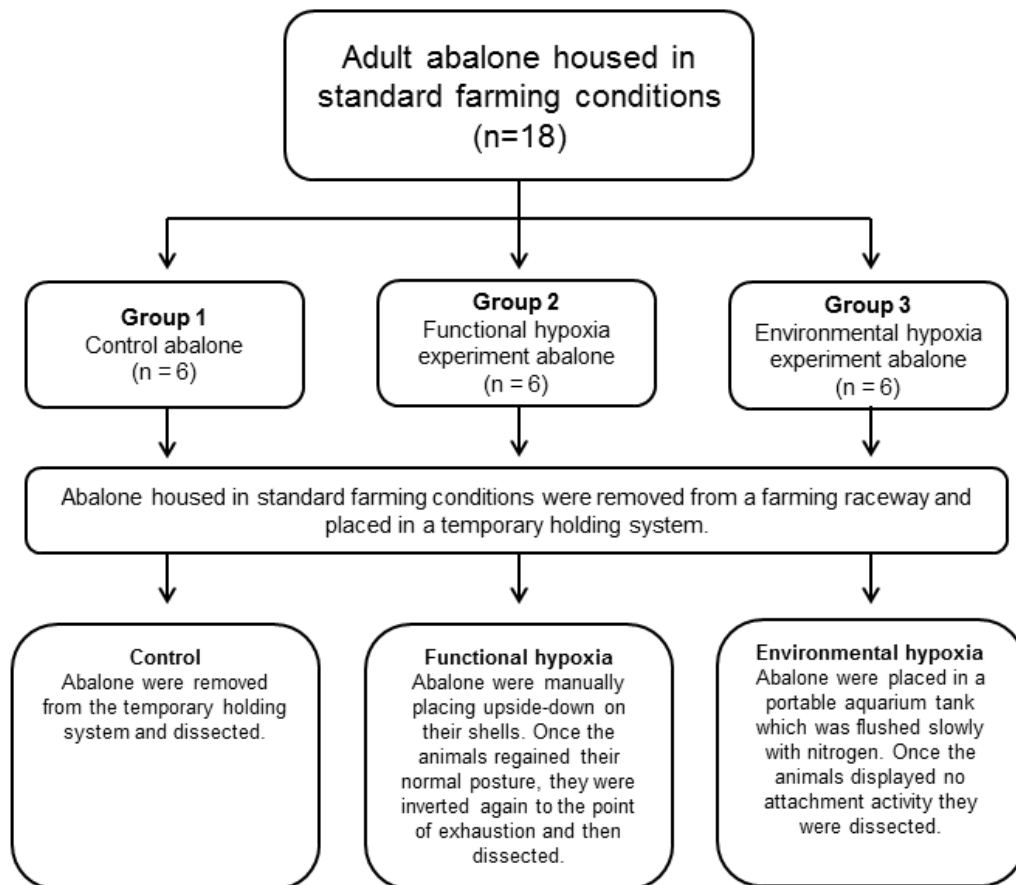 Adult abalone housed in
standard farming conditions
(n=18)
Group 1
Control abalone
(n = 6)
Group 2
Functional hypoxia
experiment abalone
(n = 6)
Group 3
Environmental hypoxia
experiment abalone
(n = 6)
Abalone housed in standard farming conditions were removed from a farming raceway and
placed in a temporary holding system.
Control
Abalone were removed
from the temporary holding
system and dissected.
Functional hypoxia
Abalone were manually
placing upside-down on
their shells. Once the
animals regained their
normal posture, they were
inverted again to the point
of exhaustion and then
dissected.
Environmental hypoxia
Abalone were placed in a
portable aquarium tank
which was flushed slowly
with nitrogen. Once the
animals displayed no
attachment activity they
were dissected.